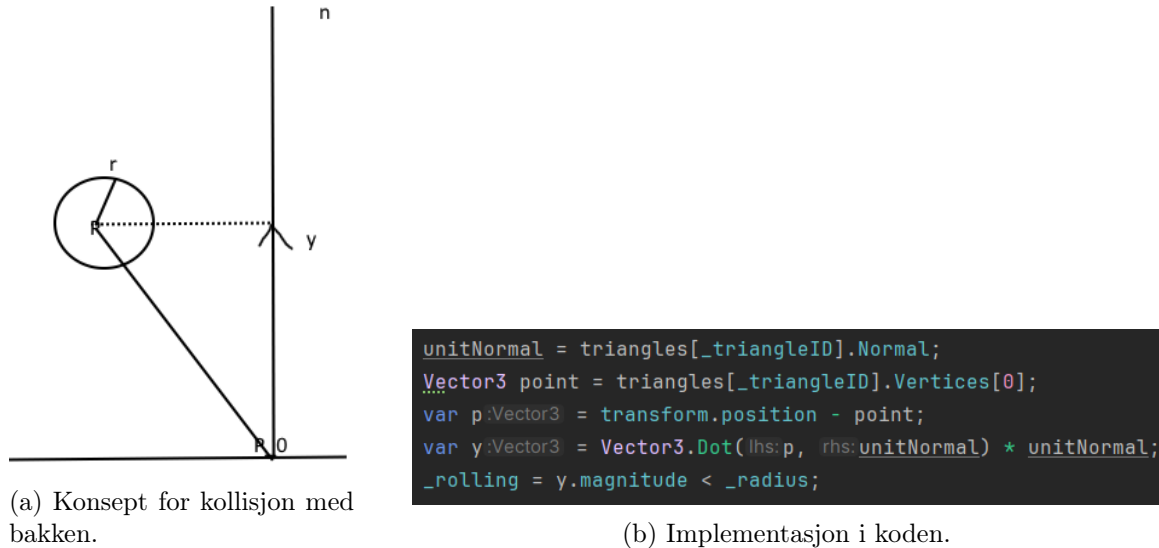 n
r
P
y
P 0
(a) Konsept for kollisjon med
bakken.
unitNormal = triangles[_triangleID].Normal;
Vector3 point = triangles[_triangleID].Vertices[0];
var p :Vector3 = transform.position - point;
var y :Vector3 = Vector3.Dot( lhs: p, rhs: unitNormal) * unitNormal;
_rolling = y.magnitude < _radius;
(b) Implementasjon i koden.